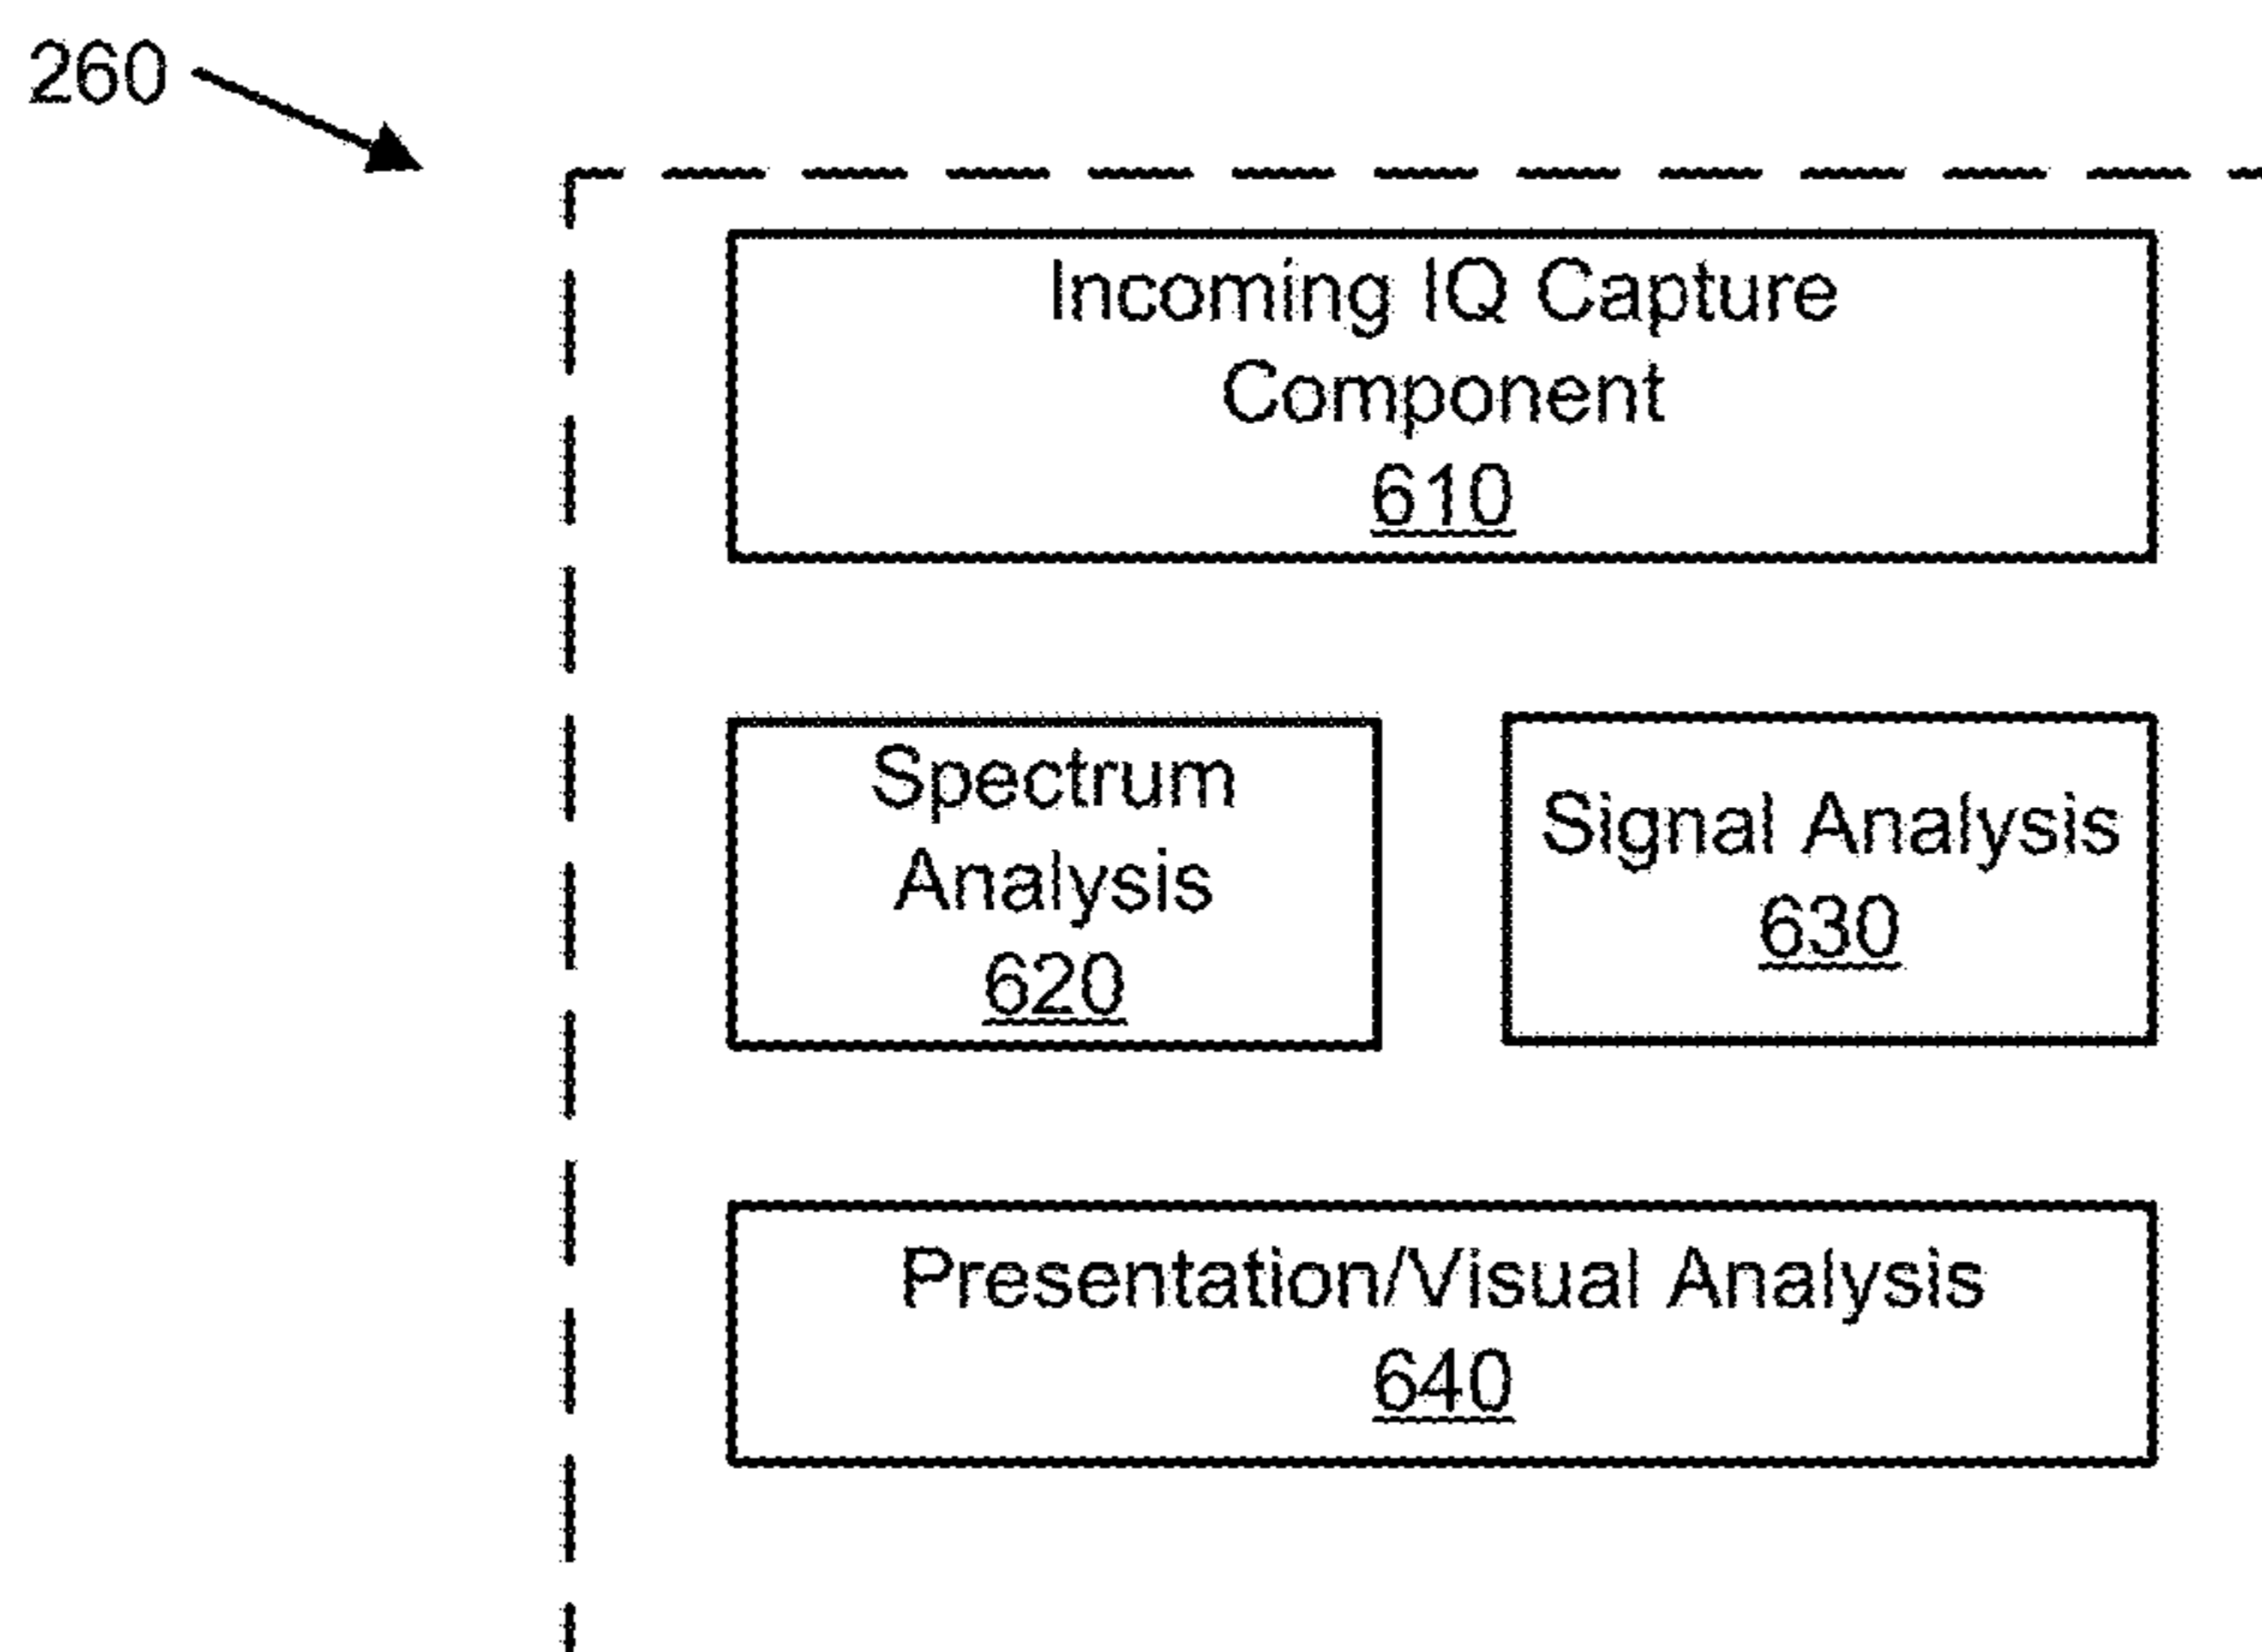 260
Incoming IQ Capture
Component
610
Spectrum
Analysis
620
Signal Analysis
630
Presentation/Visual Analysis
640